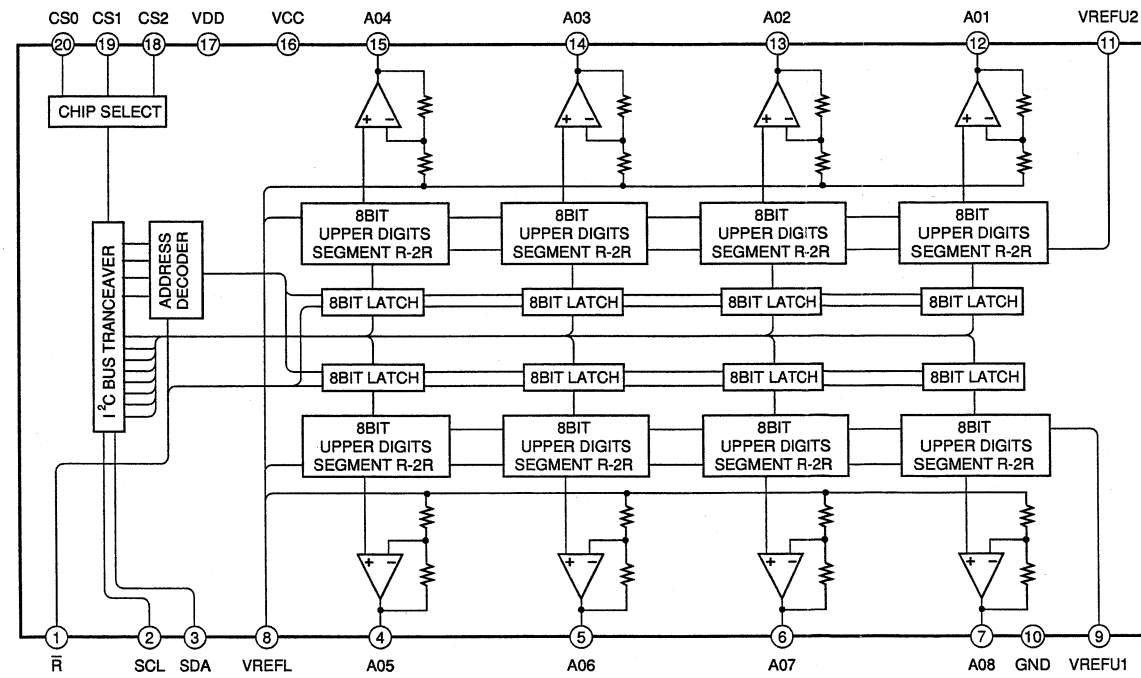 CS0 CS1 CS2 VDD VCC A04 A03 A02 A01 VREFU2
20 19 18 17 16 15 14 13 12 11
CHIP SELECT
+ − + − + − + −
8BIT 8BIT 8BIT 8BIT
UPPER DIGITS UPPER DIGITS UPPER DIGITS UPPER DIGITS
SEGMENT R-2R SEGMENT R-2R SEGMENT R-2R SEGMENT R-2R
ADDRESS
DECODER
I²C BUS TRANCEAVER
8BIT LATCH 8BIT LATCH 8BIT LATCH 8BIT LATCH
8BIT LATCH 8BIT LATCH 8BIT LATCH 8BIT LATCH
8BIT 8BIT 8BIT 8BIT
UPPER DIGITS UPPER DIGITS UPPER DIGITS UPPER DIGITS
SEGMENT R-2R SEGMENT R-2R SEGMENT R-2R SEGMENT R-2R
+ − + − + − + −
1 2 3 8 4 5 6 7 10 9
R̅ SCL SDA VREFL A05 A06 A07 A08 GND VREFU1